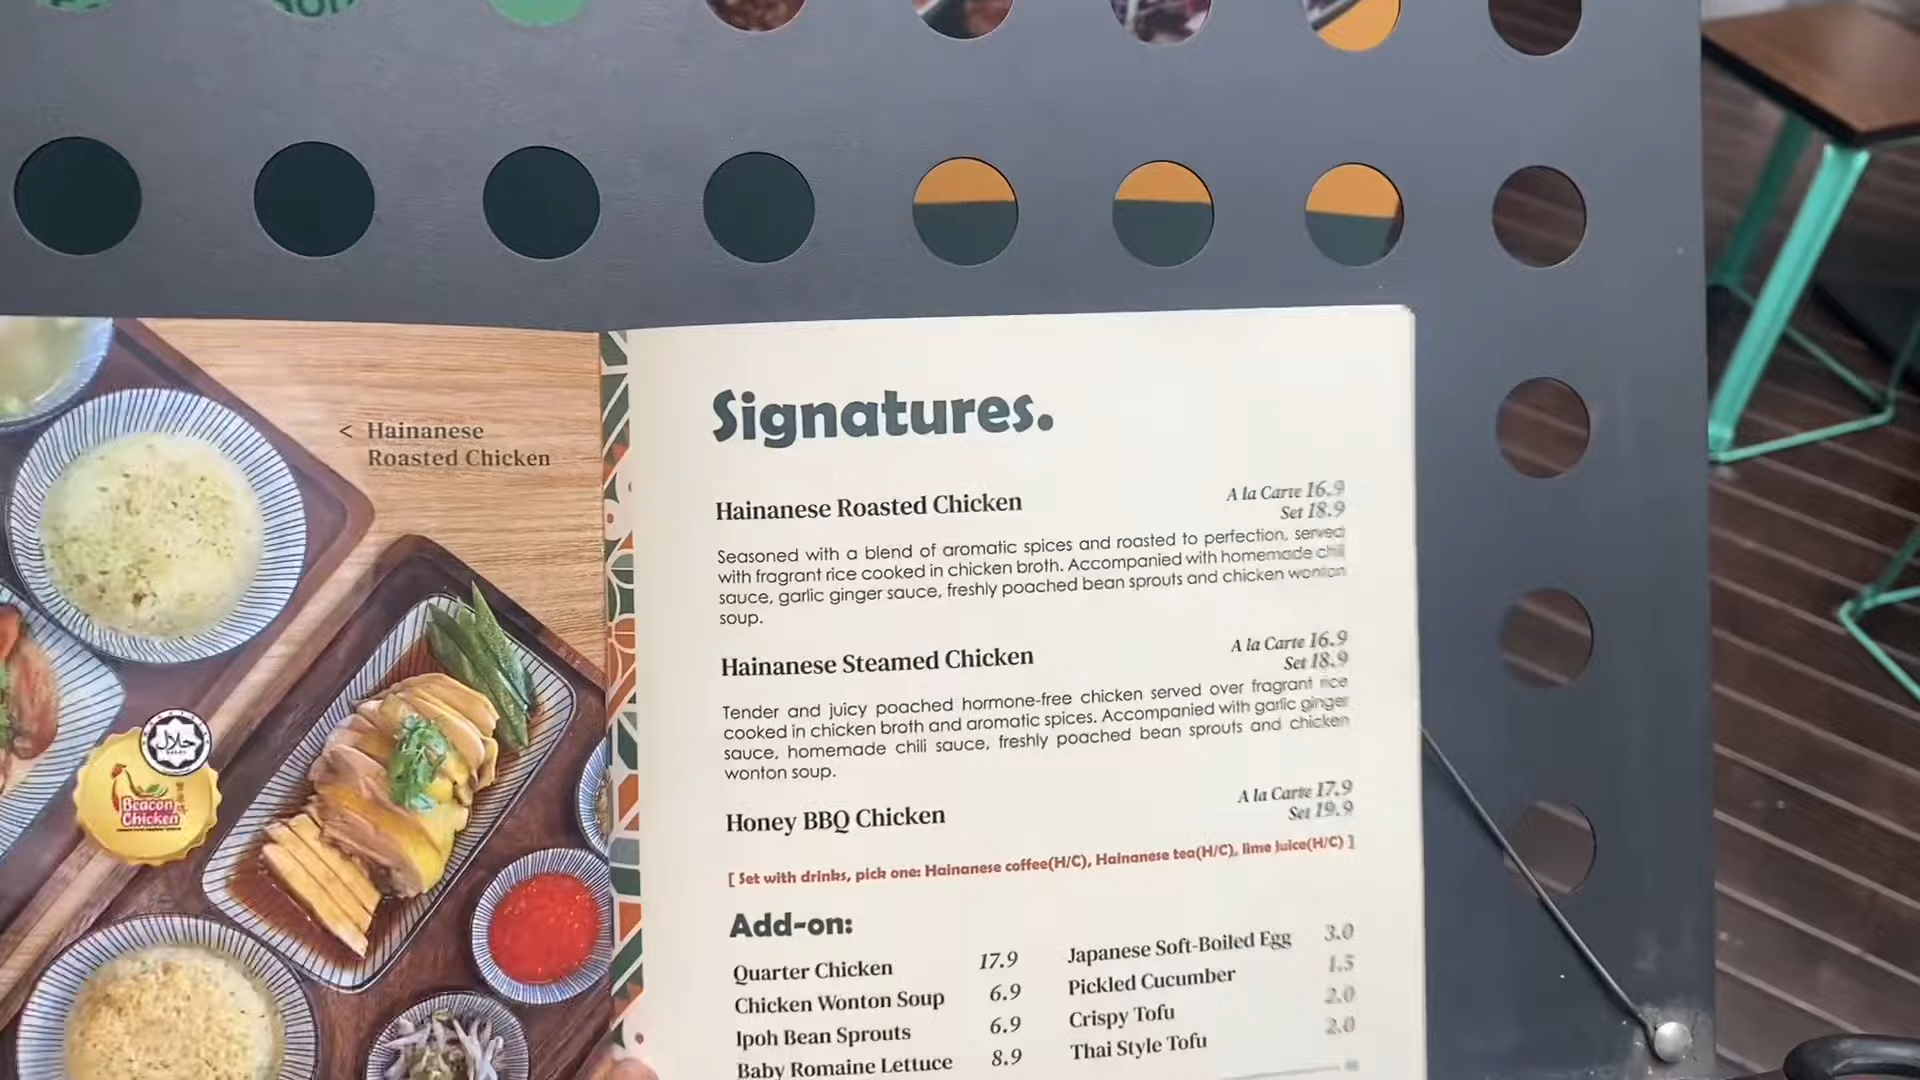 < Hainanese
Roasted Chicken
حلال
Beacon
Chicken
Signatures.
Hainanese Roasted Chicken
A la Carte 16.9
Set 18.9
Seasoned with a blend of aromatic spices and roasted to perfection, served
with fragrant rice cooked in chicken broth. Accompanied with homemade chili
sauce, garlic ginger sauce, freshly poached bean sprouts and chicken wonton
soup.
Hainanese Steamed Chicken
A la Carte 16.9
Set 18.9
Tender and juicy poached hormone-free chicken served over fragrant rice
cooked in chicken broth and aromatic spices. Accompanied with garlic ginger
sauce, homemade chili sauce, freshly poached bean sprouts and chicken
wonton soup.
Honey BBQ Chicken
A la Carte 17.9
Set 19.9
[ Set with drinks, pick one: Hainanese coffee(H/C), Hainanese tea(H/C), lime juice(H/C) ]
Add-on:
Quarter Chicken 17.9
Chicken Wonton Soup 6.9
Ipoh Bean Sprouts 6.9
Baby Romaine Lettuce 8.9
Japanese Soft-Boiled Egg 3.0
Pickled Cucumber 1.5
Crispy Tofu 2.0
Thai Style Tofu 2.0